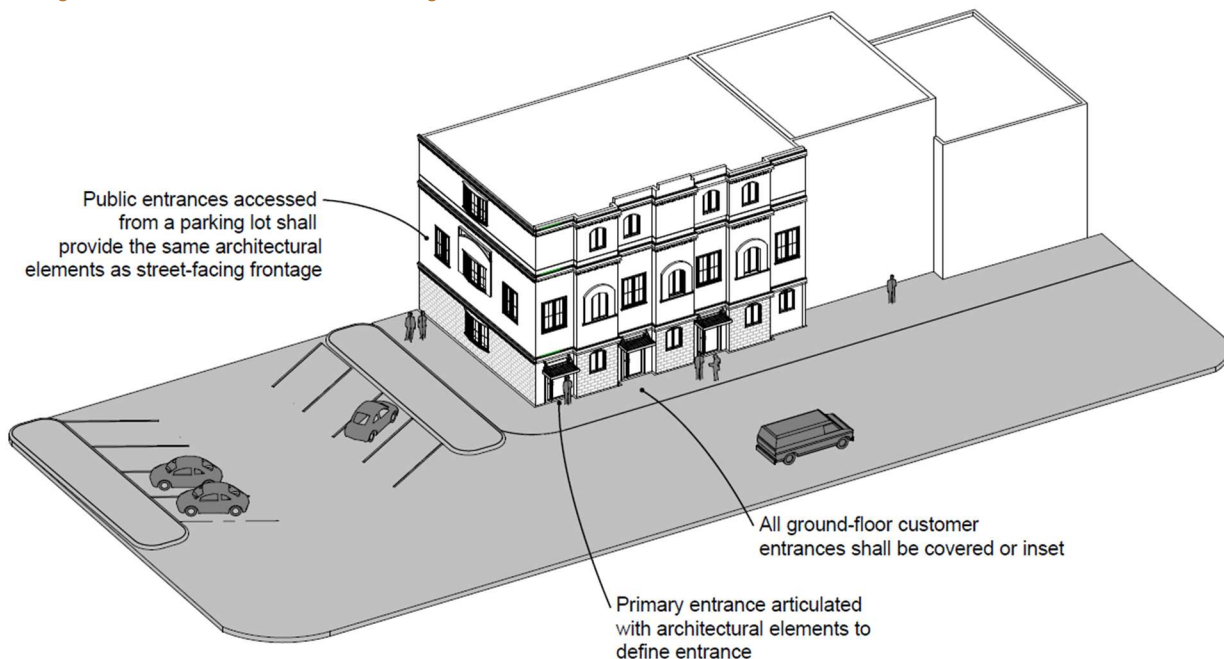 Public entrances accessed
from a parking lot shall
provide the same architectural
elements as street-facing frontage
All ground-floor customer
entrances shall be covered or inset
Primary entrance articulated
with architectural elements to
define entrance